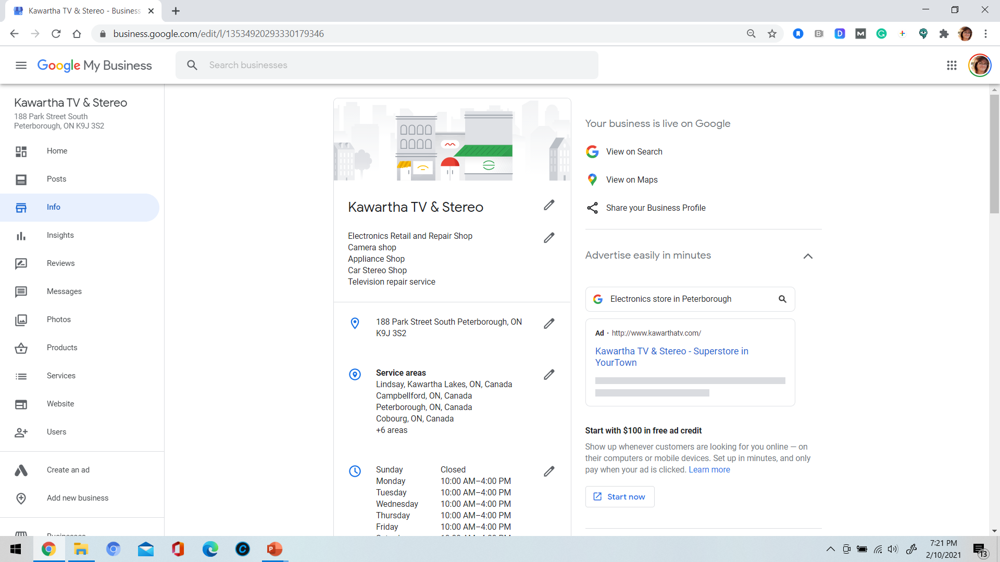 Kawartha TV & Stereo - Business
business.google.com/edit/l/13534920293330179346
Google My Business
Search businesses
Kawartha TV & Stereo
188 Park Street South
Peterborough, ON K9J 3S2
Home
Posts
Info
Insights
Reviews
Messages
Photos
Products
Services
Website
Users
Create an ad
Add new business
Businesses
Kawartha TV & Stereo
Electronics Retail and Repair Shop
Camera shop
Appliance Shop
Car Stereo Shop
Television repair service
188 Park Street South Peterborough, ON
K9J 3S2
Service areas
Lindsay, Kawartha Lakes, ON, Canada
Campbellford, ON, Canada
Peterborough, ON, Canada
Cobourg, ON, Canada
+6 areas
Sunday Closed
Monday 10:00 AM–4:00 PM
Tuesday 10:00 AM–4:00 PM
Wednesday 10:00 AM–4:00 PM
Thursday 10:00 AM–4:00 PM
Friday 10:00 AM–4:00 PM
Your business is live on Google
View on Search
View on Maps
Share your Business Profile
Advertise easily in minutes
Electronics store in Peterborough
Ad · http://www.kawarthatv.com/
Kawartha TV & Stereo - Superstore in
YourTown
Start with $100 in free ad credit
Show up whenever customers are looking for you online — on
their computers or mobile devices. Set up in minutes, and only
pay when your ad is clicked. Learn more
Start now
7:21 PM
2/10/2021
13